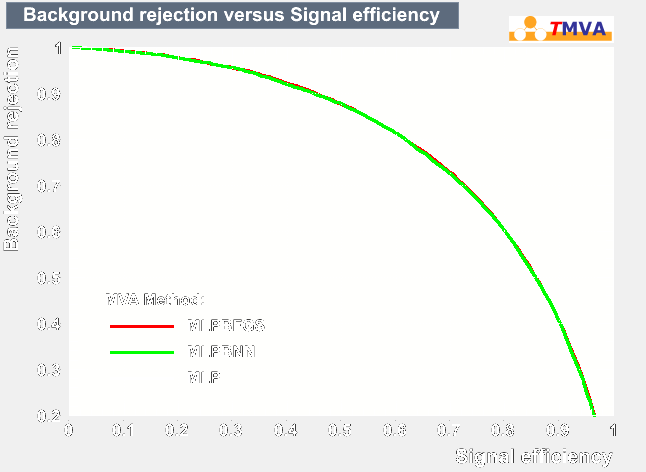 Background rejection versus Signal efficiency
TMVA
Background rejection
1
0.9
0.8
0.7
0.6
0.5
0.4
0.3
0.2
MVA Method:
MLPBFGS
MLPBNN
MLP
0 0.1 0.2 0.3 0.4 0.5 0.6 0.7 0.8 0.9 1
Signal efficiency